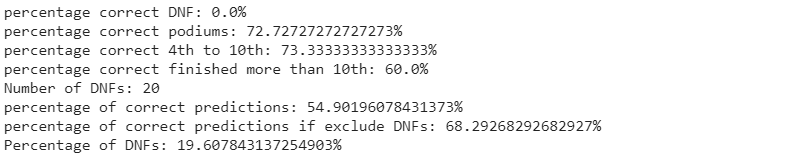 percentage correct DNF: 0.0%
percentage correct podiums: 72.72727272727273%
percentage correct 4th to 10th: 73.33333333333333%
percentage correct finished more than 10th: 60.0%
Number of DNFs: 20
percentage of correct predictions: 54.90196078431373%
percentage of correct predictions if exclude DNFs: 68.29268292682927%
Percentage of DNFs: 19.607843137254903%